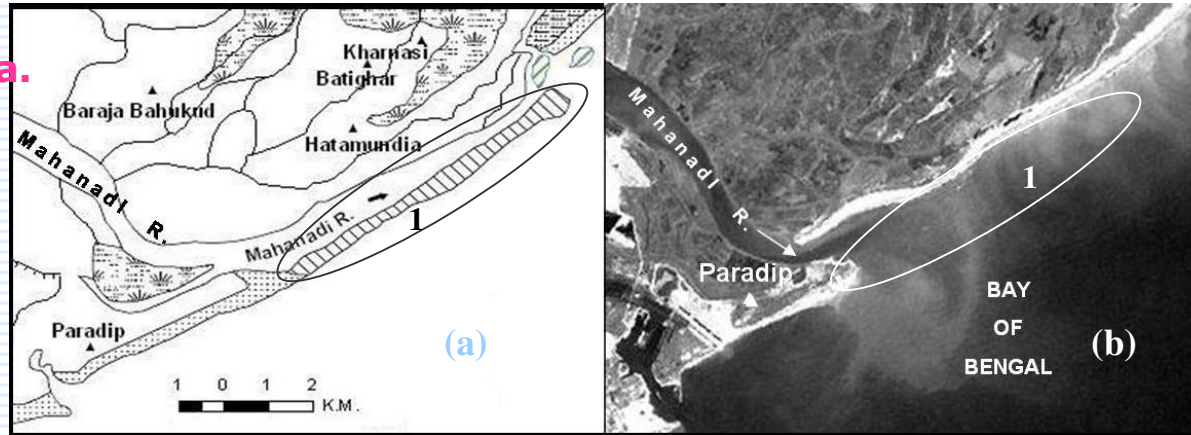 a.
Kharnasi
Batighar
Baraja Bahukud
Hatamundia
Mahanadi R.
Mahanadi R.
1
Paradip
(a)
1 0 1 2
K.M.
Mahanadi R.
1
Paradip
BAY
OF
BENGAL
(b)